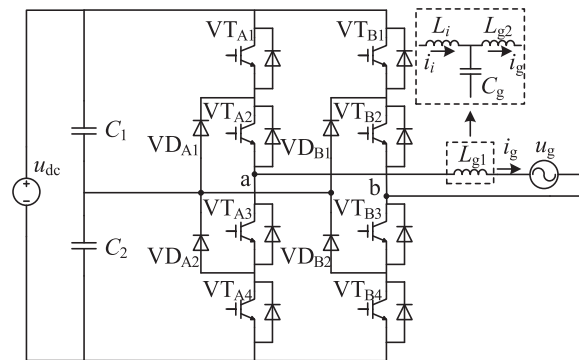 VT_A1
VT_B1
L_i
L_g2
i_i
i_g
C_g
C_1
VT_A2
VT_B2
VD_A1
VD_B1
L_g1
i_g
u_g
u_dc
a
b
VT_A3
VT_B3
C_2
VD_A2
VD_B2
VT_A4
VT_B4